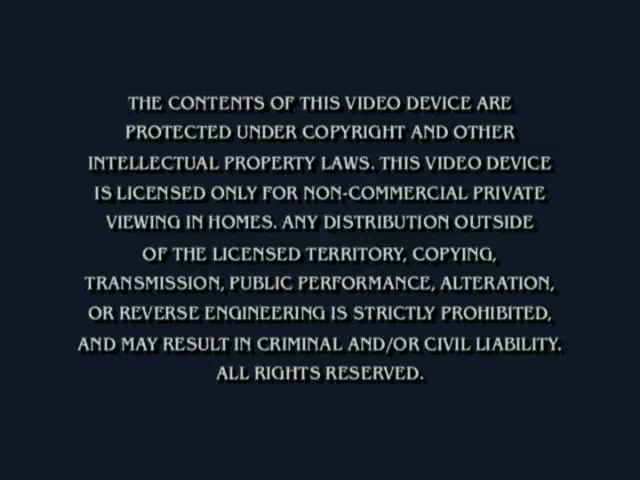 THE CONTENTS OF THIS VIDEO DEVICE ARE
PROTECTED UNDER COPYRIGHT AND OTHER
INTELLECTUAL PROPERTY LAWS. THIS VIDEO DEVICE
IS LICENSED ONLY FOR NON-COMMERCIAL PRIVATE
VIEWING IN HOMES. ANY DISTRIBUTION OUTSIDE
OF THE LICENSED TERRITORY, COPYING,
TRANSMISSION, PUBLIC PERFORMANCE, ALTERATION,
OR REVERSE ENGINEERING IS STRICTLY PROHIBITED,
AND MAY RESULT IN CRIMINAL AND/OR CIVIL LIABILITY.
ALL RIGHTS RESERVED.